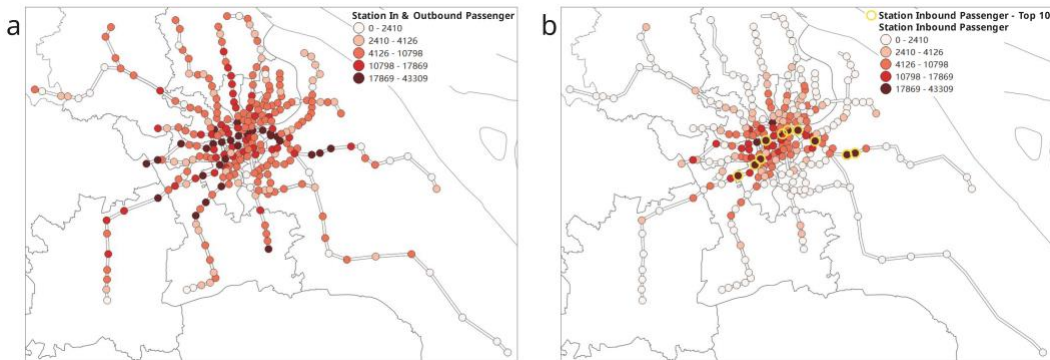 a
Station In & Outbound Passenger
0 - 2410
2410 - 4126
4126 - 10798
10798 - 17869
17869 - 43309
b
Station Inbound Passenger - Top 10
Station Inbound Passenger
0 - 2410
2410 - 4126
4126 - 10798
10798 - 17869
17869 - 43309